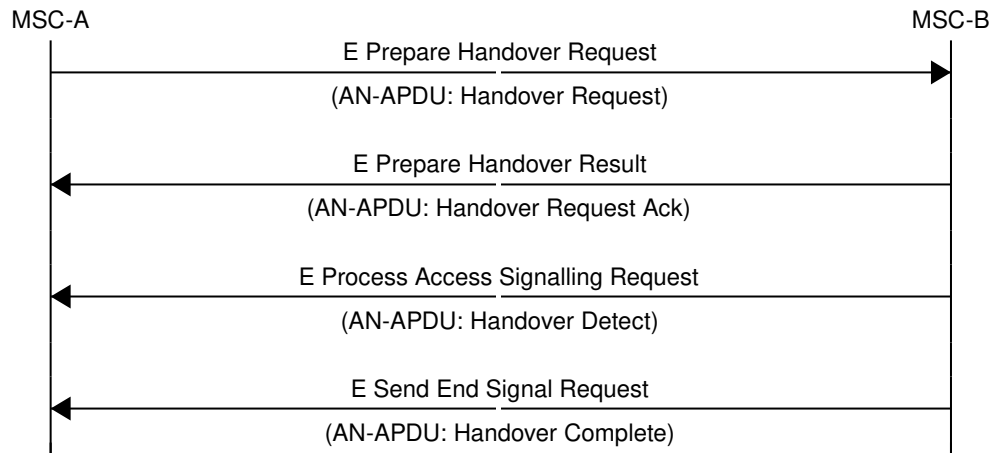 MSC-A
MSC-B
E Prepare Handover Request
(AN-APDU: Handover Request)
E Prepare Handover Result
(AN-APDU: Handover Request Ack)
E Process Access Signalling Request
(AN-APDU: Handover Detect)
E Send End Signal Request
(AN-APDU: Handover Complete)